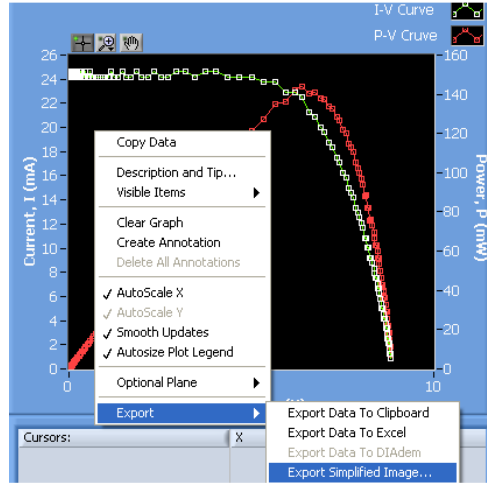 I-V Curve
P-V Cruve
26
24
22
20
18
16
14
12
10
8
6
4
2
0
Current, I (mA)
160
140
120
100
80
60
40
20
0
Power, P (mW)
0
10
Copy Data
Description and Tip...
Visible Items
Clear Graph
Create Annotation
Delete All Annotations
AutoScale X
AutoScale Y
Smooth Updates
Autosize Plot Legend
Optional Plane
Export
Export Data To Clipboard
Export Data To Excel
Export Data To DIAdem
Export Simplified Image...
Cursors:
X